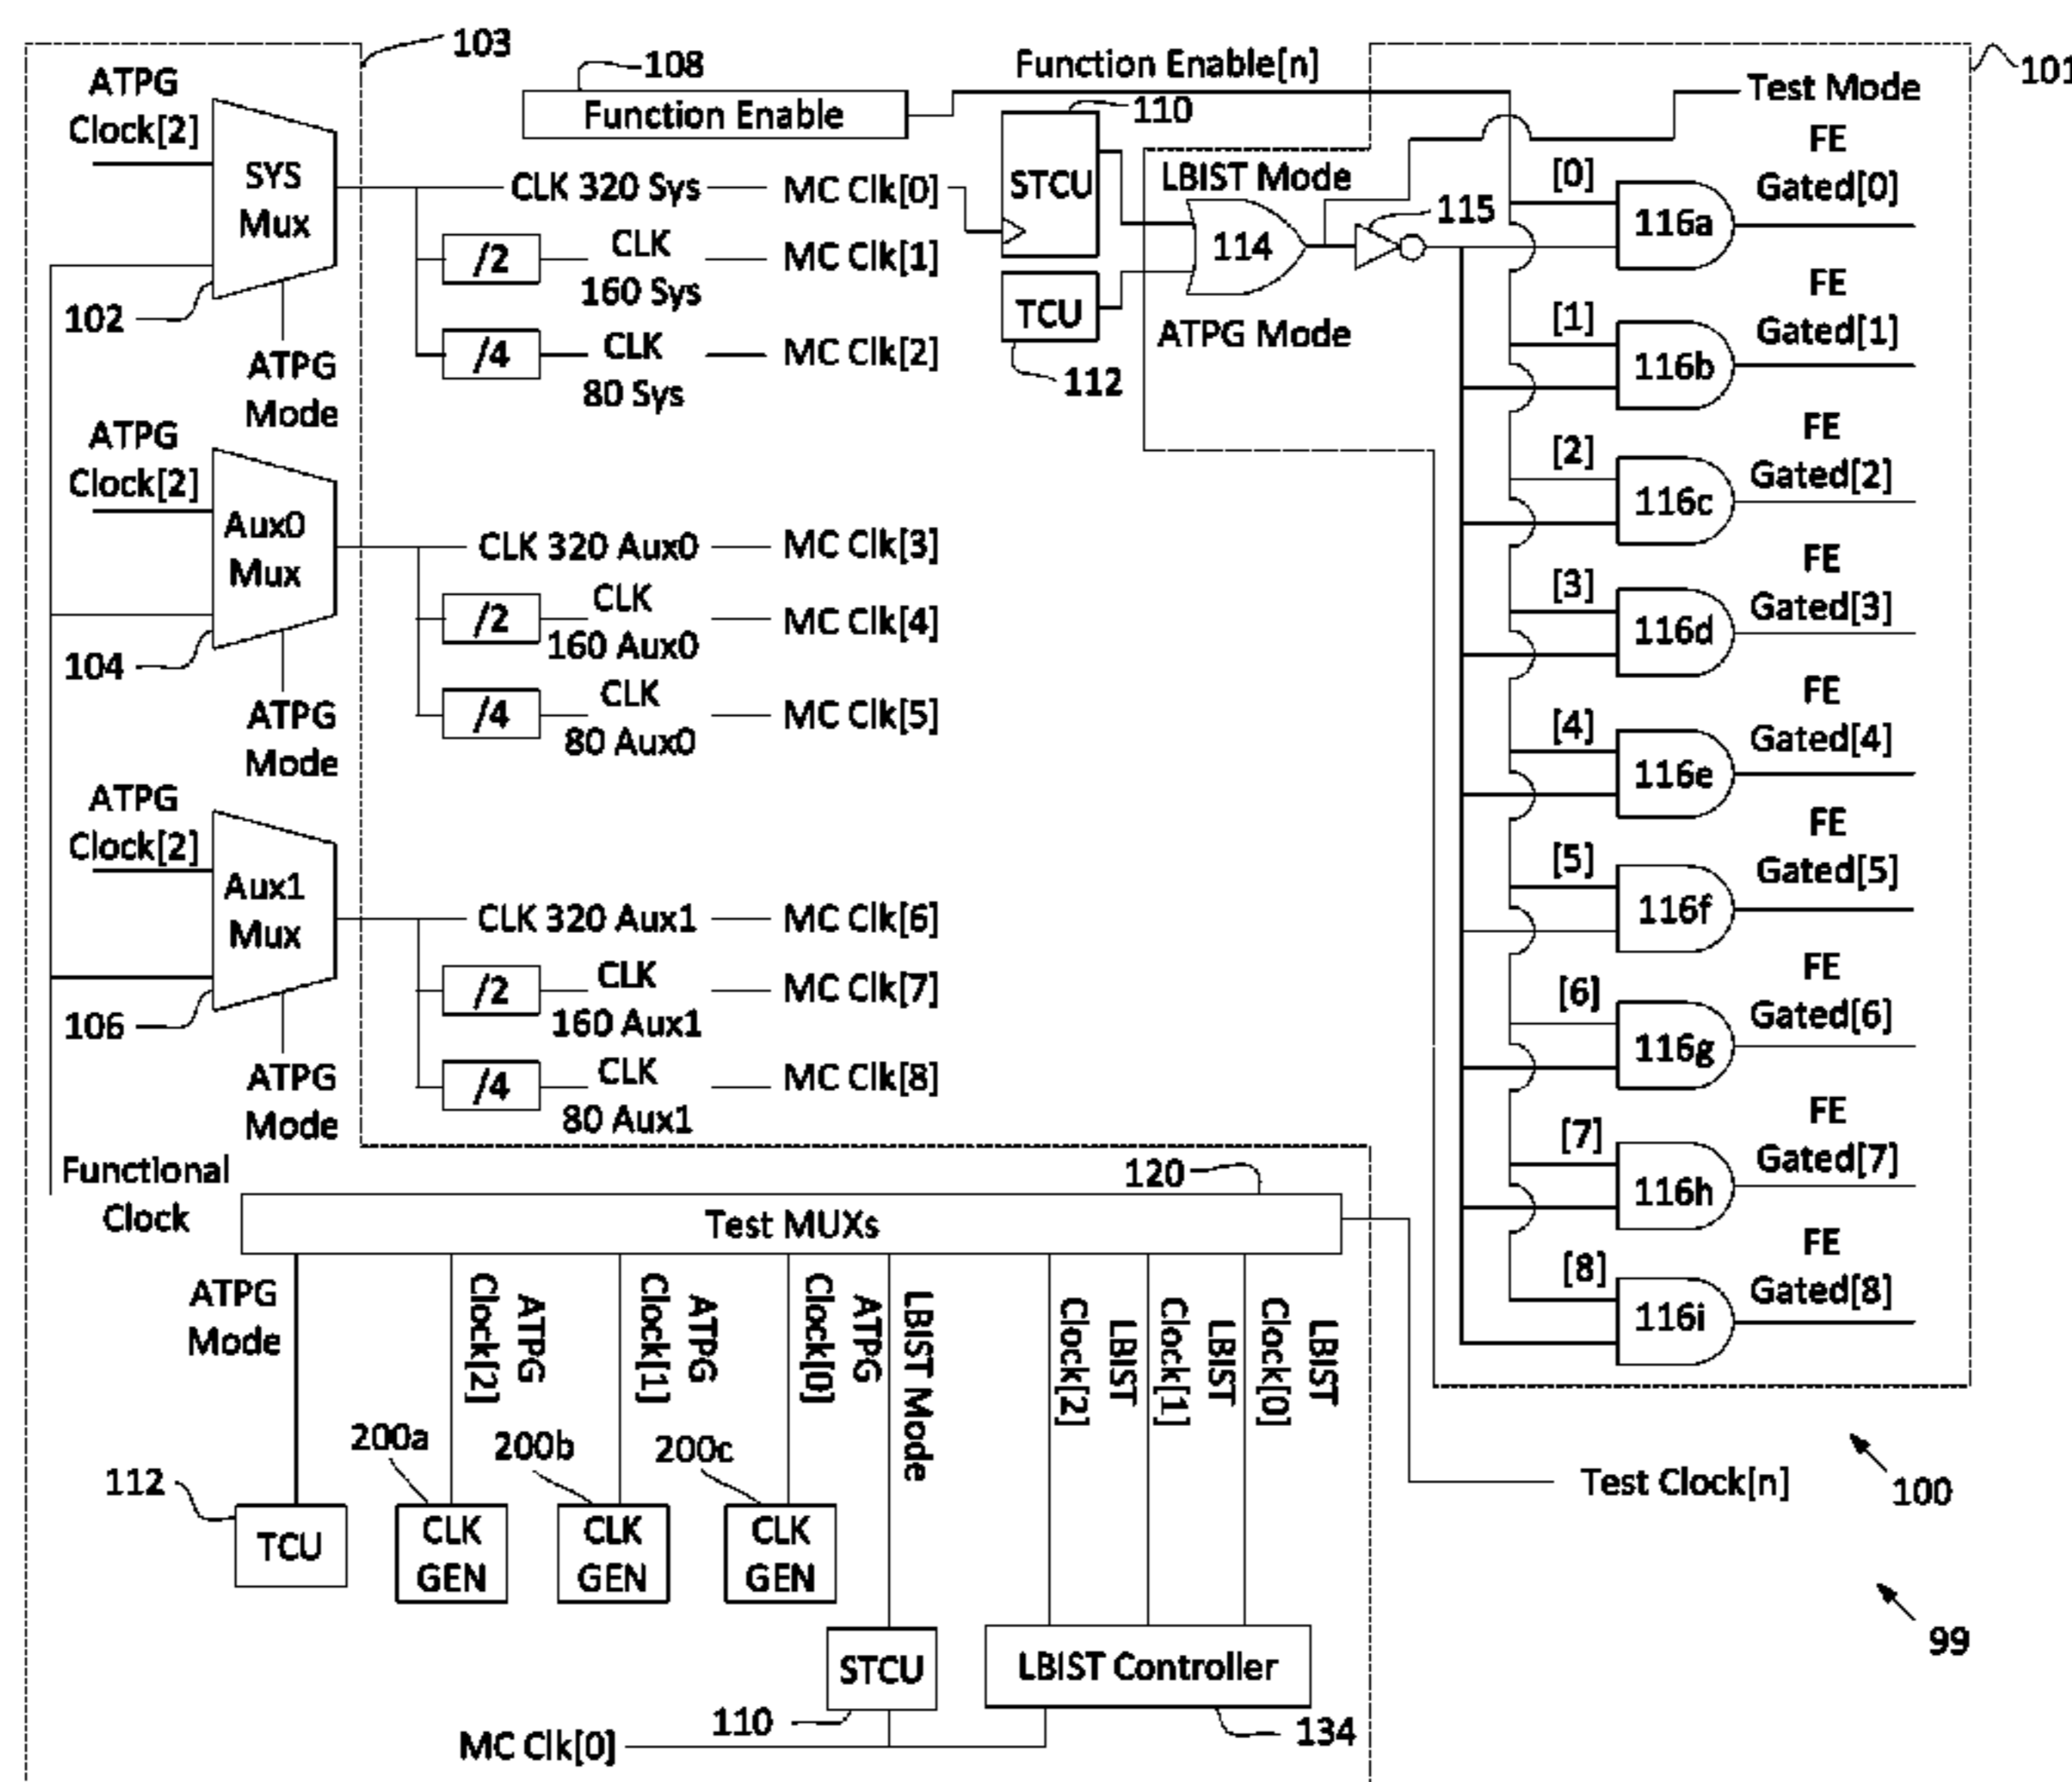 103
ATPG
Clock[2]
SYS
Mux
102
ATPG
Mode
ATPG
Clock[2]
Aux0
Mux
104
ATPG
Mode
ATPG
Clock[2]
Aux1
Mux
106
ATPG
Mode
Functional
Clock
108
Function Enable
Function Enable[n]
CLK 320 Sys
MC Clk[0]
/2
CLK
160 Sys
MC Clk[1]
/4
CLK
80 Sys
MC Clk[2]
CLK 320 Aux0
MC Clk[3]
/2
CLK
160 Aux0
MC Clk[4]
/4
CLK
80 Aux0
MC Clk[5]
CLK 320 Aux1
MC Clk[6]
/2
CLK
160 Aux1
MC Clk[7]
/4
CLK
80 Aux1
MC Clk[8]
110
STCU
TCU
112
LBIST Mode
114
ATPG Mode
115
101
Test Mode
[0]
116a
FE
Gated[0]
[1]
116b
FE
Gated[1]
[2]
116c
FE
Gated[2]
[3]
116d
FE
Gated[3]
[4]
116e
FE
Gated[4]
[5]
116f
FE
Gated[5]
[6]
116g
FE
Gated[6]
[7]
116h
FE
Gated[7]
[8]
116i
FE
Gated[8]
120
Test MUXs
ATPG
Mode
ATPG
Clock[2]
ATPG
Clock[1]
ATPG
Clock[0]
LBIST Mode
LBIST
Clock[2]
LBIST
Clock[1]
LBIST
Clock[0]
112
TCU
200a
CLK
GEN
200b
CLK
GEN
200c
CLK
GEN
STCU
110
LBIST Controller
134
MC Clk[0]
Test Clock[n]
100
99